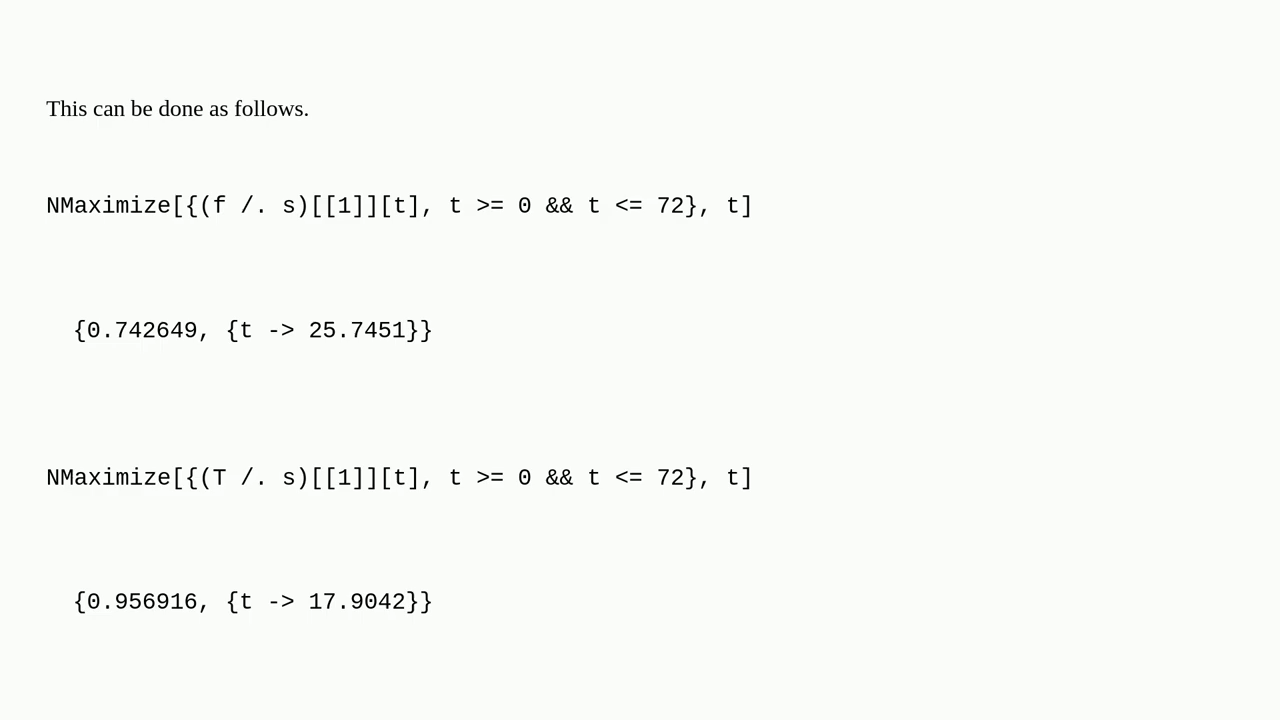 This can be done as follows.
NMaximize[{(f /. s)[[1]][t], t >= 0 && t <= 72}, t]
{0.742649, {t -> 25.7451}}
NMaximize[{(T /. s)[[1]][t], t >= 0 && t <= 72}, t]
{0.956916, {t -> 17.9042}}